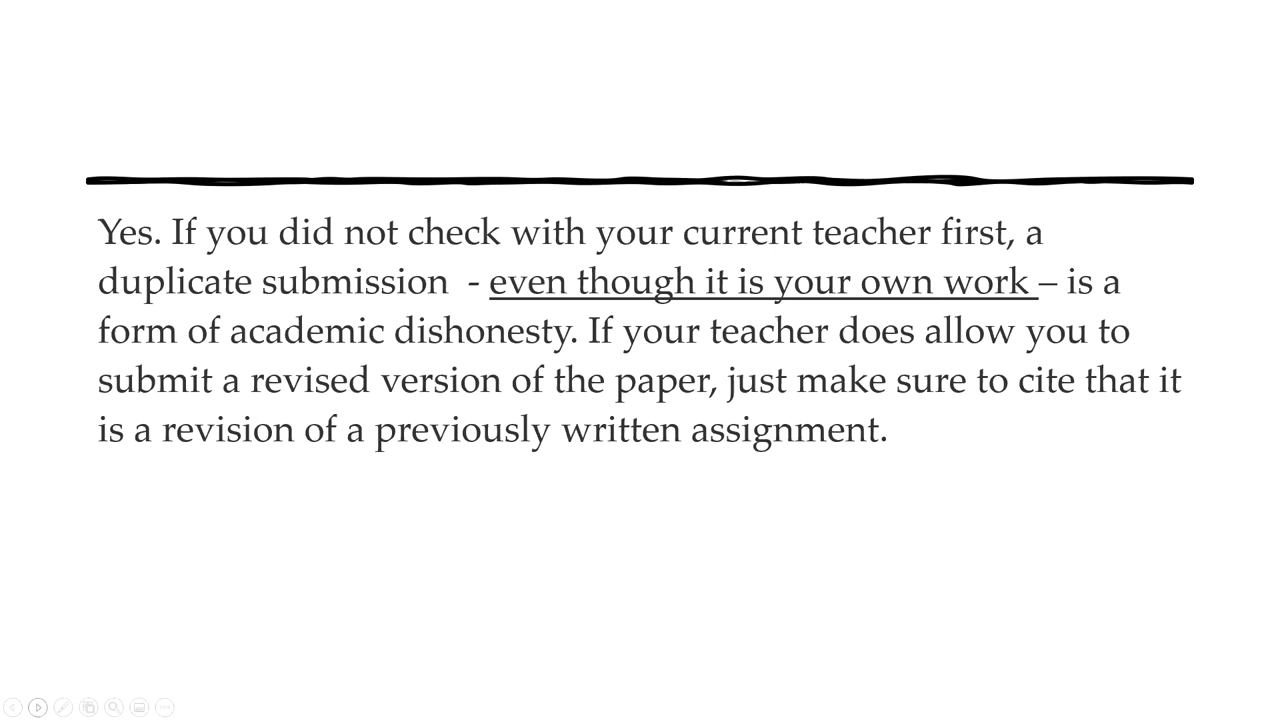 Yes. If you did not check with your current teacher first, a
duplicate submission  - even though it is your own work – is a
form of academic dishonesty. If your teacher does allow you to
submit a revised version of the paper, just make sure to cite that it
is a revision of a previously written assignment.